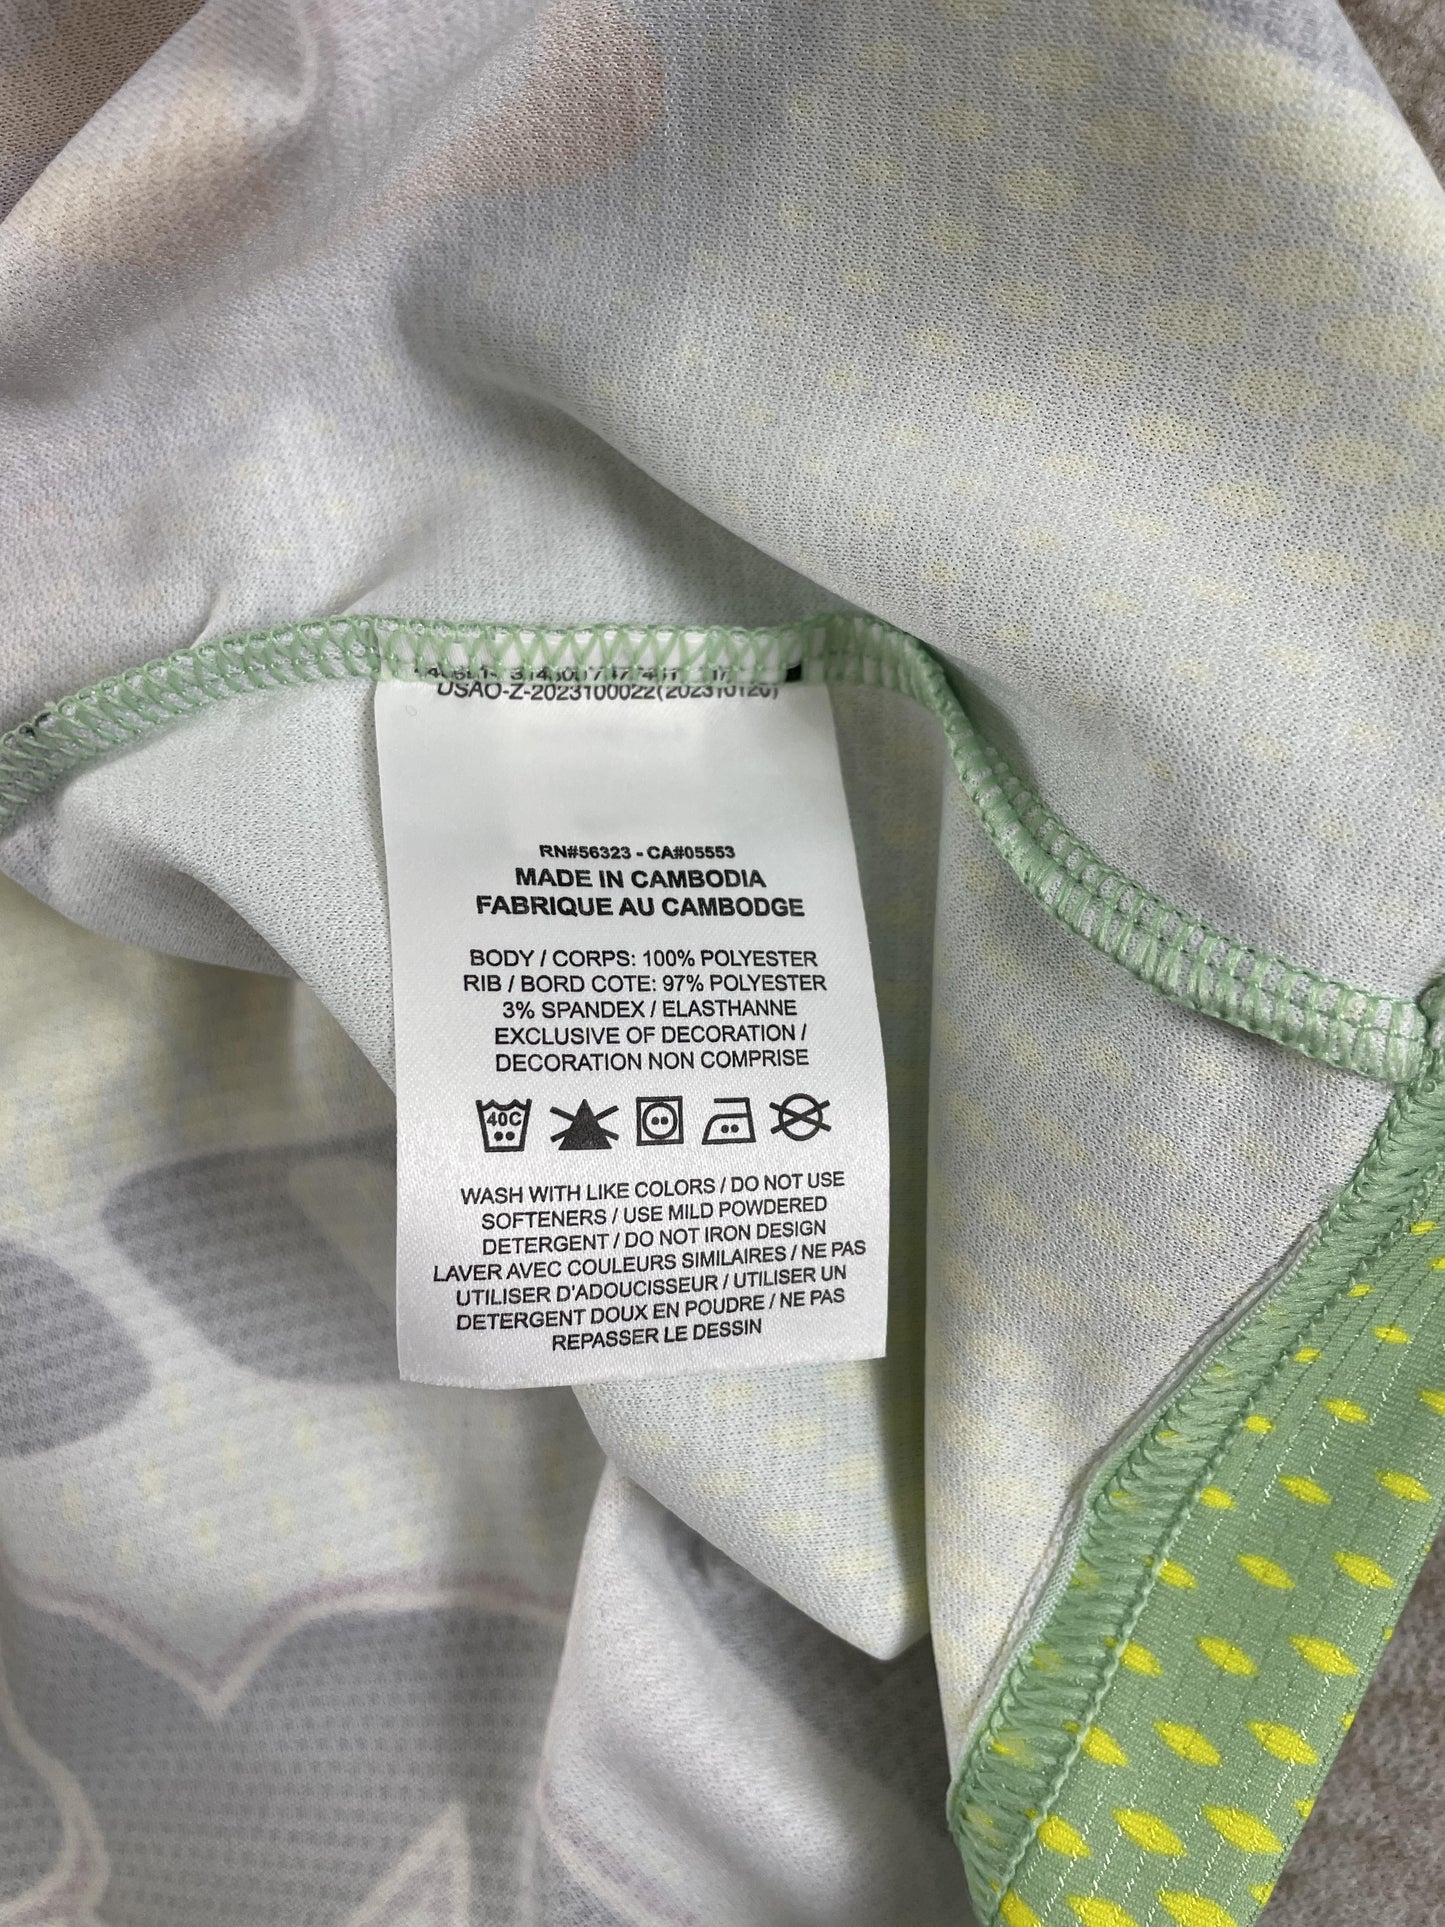 USAO-Z-2023100022(20231012б)
RN#56323 - CA#05553
MADE IN CAMBODIA
FABRIQUE AU CAMBODGE
BODY / CORPS: 100% POLYESTER
RIB / BORD COTE: 97% POLYESTER
3% SPANDEX / ELASTHANNE
EXCLUSIVE OF DECORATION /
DECORATION NON COMPRISE
40C
WASH WITH LIKE COLORS / DO NOT USE
SOFTENERS / USE MILD POWDERED
DETERGENT / DO NOT IRON DESIGN
LAVER AVEC COULEURS SIMILAIRES / NE PAS
UTILISER D'ADOUCISSEUR / UTILISER UN
DETERGENT DOUX EN POUDRE / NE PAS
REPASSER LE DESSIN